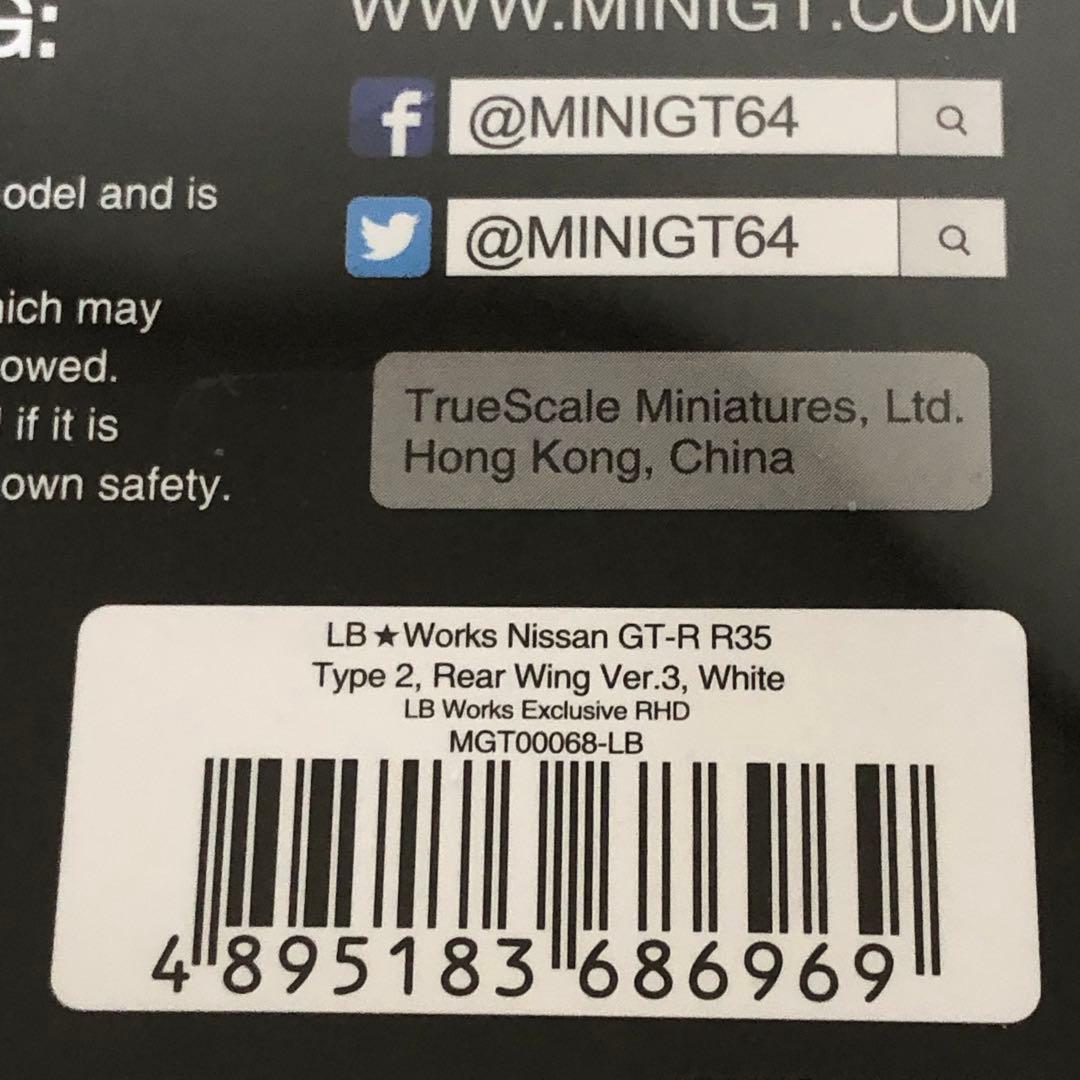 G:
WWW.MINIGT.COM
f @MINIGT64
@MINIGT64
odel and is
may
owed.
if it is
own safety.
TrueScale Miniatures, Ltd.
Hong Kong, China
LB★Works Nissan GT-R R35
Type 2, Rear Wing Ver.3, White
LB Works Exclusive RHD
MGT00068-LB
4 895183 686969